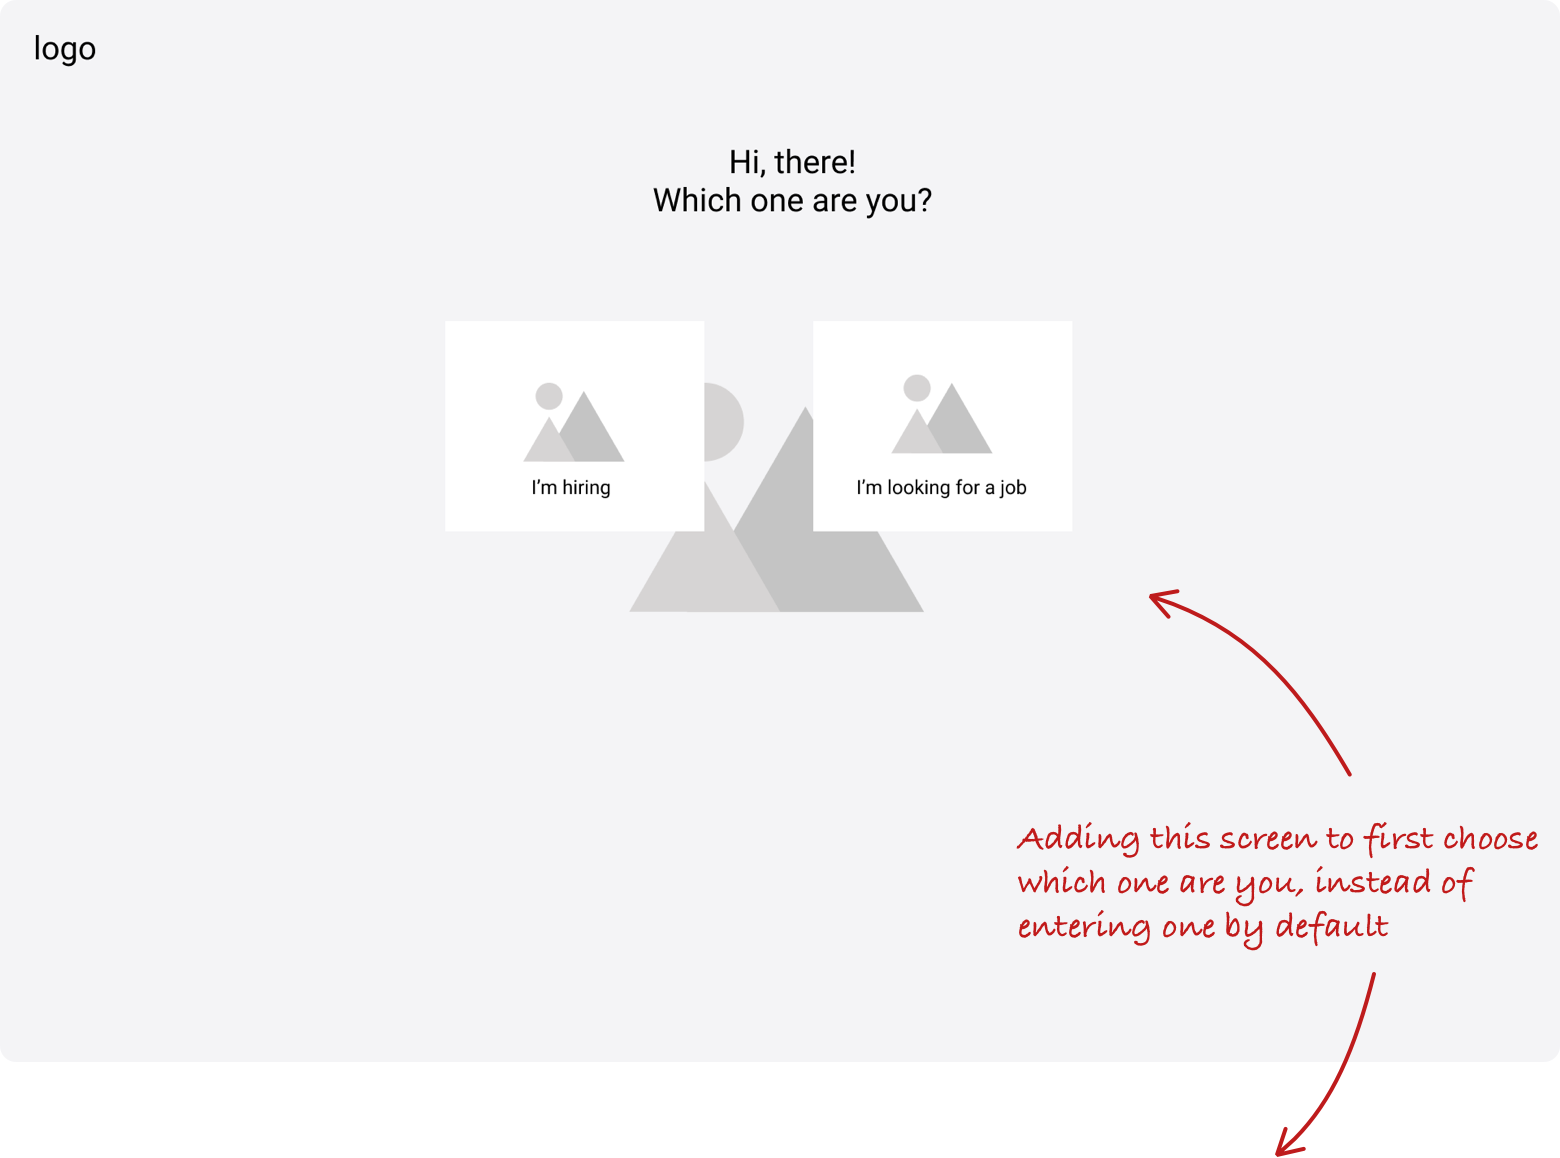 logo
Hi, there!
Which one are you?
I'm hiring
I'm looking for a job
Adding this screen to first choose
which one are you, instead of
entering one by default